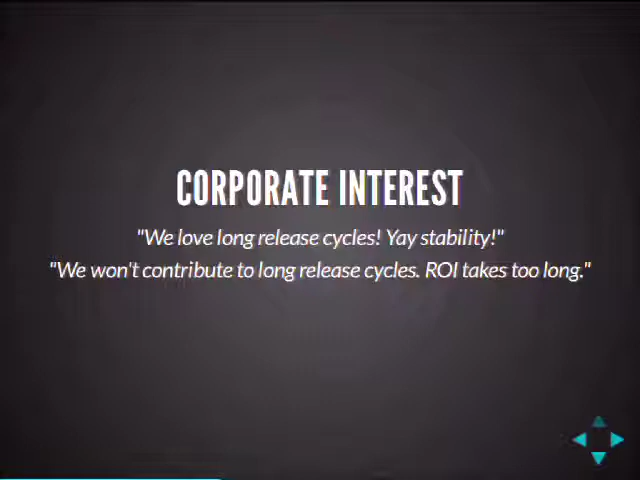 CORPORATE INTEREST
"We love long release cycles! Yay stability!"
"We won't contribute to long release cycles. ROI takes too long."